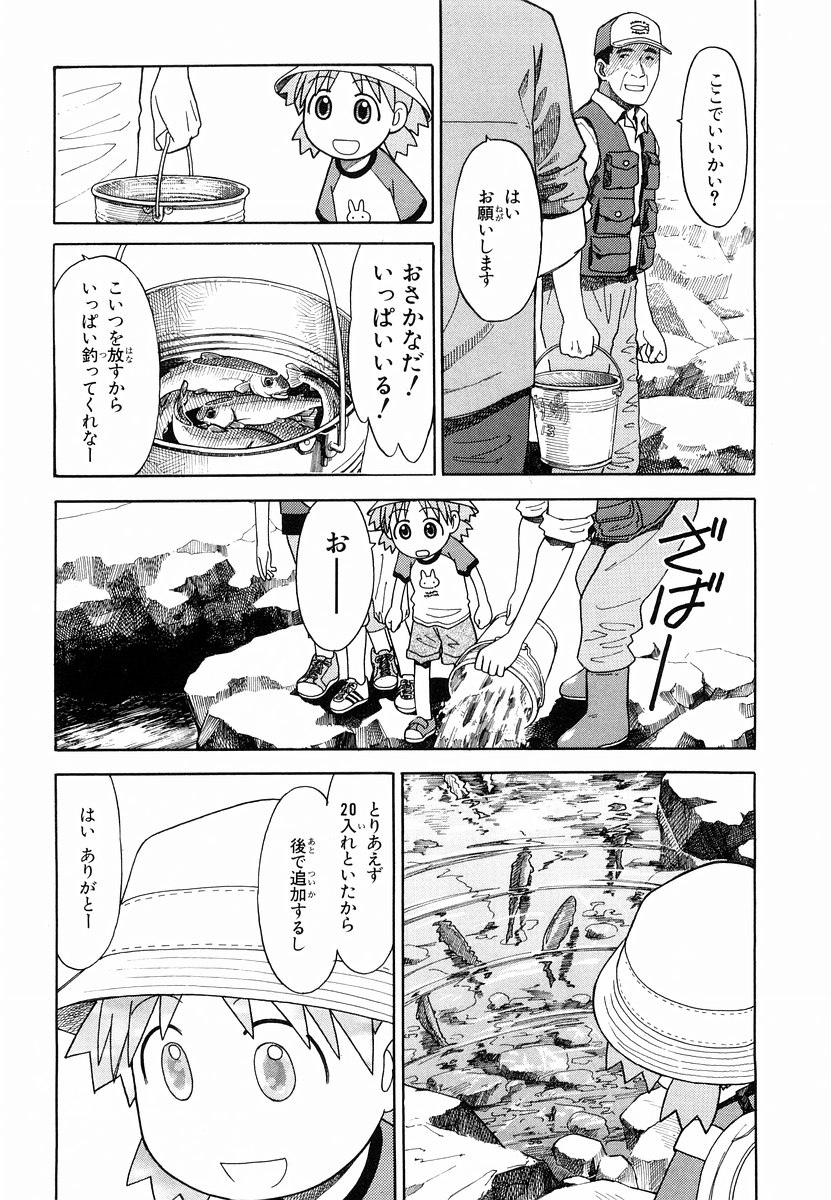 ここでいいかい？
はい
お願いします
おさかなだ！
いっぱいいる！
こいつを放すから
いっぱい釣ってくれなー
おー
ざばー
とりあえず
20入れといたから
後で追加するし
はい ありがとー